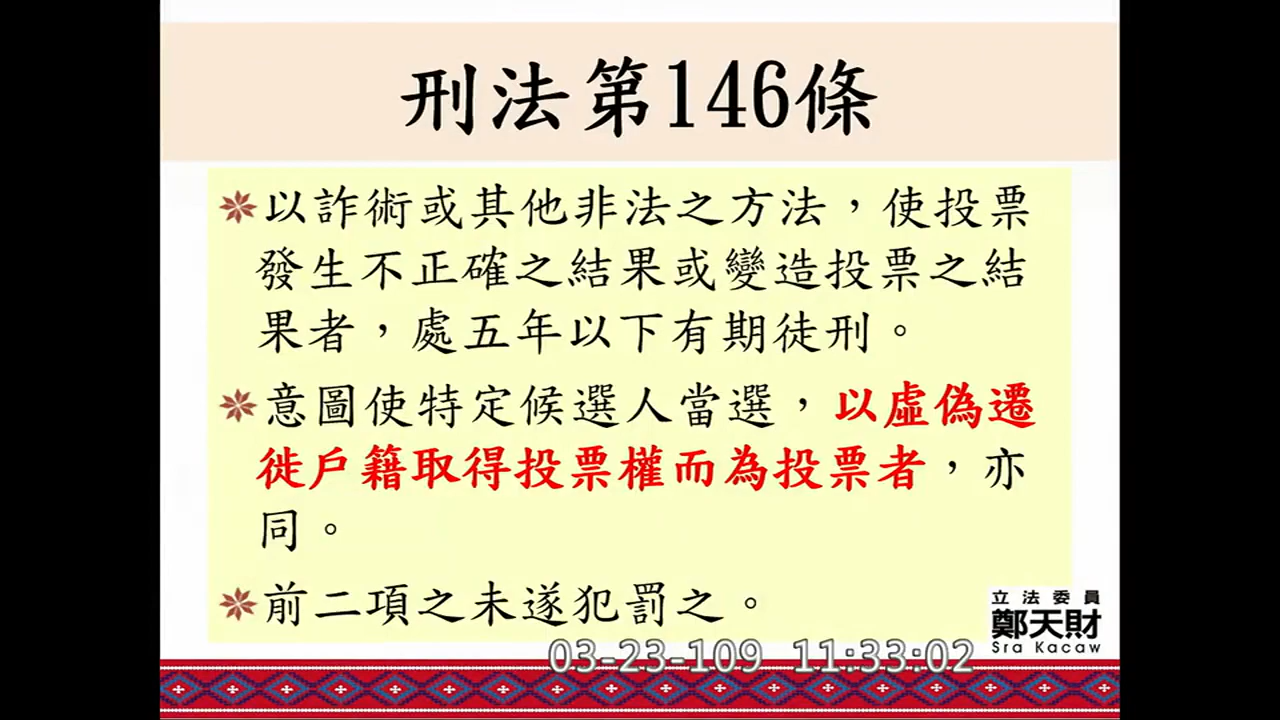 刑法第146條
以詐術或其他非法之方法，使投票
發生不正確之結果或變造投票之結
果者，處五年以下有期徒刑。
意圖使特定候選人當選，以虛偽遷
徙戶籍取得投票權而為投票者，亦
同。
前二項之未遂犯罰之。
立法委員
鄭天財
Sra Kacaw
03-23-109 11:33:02